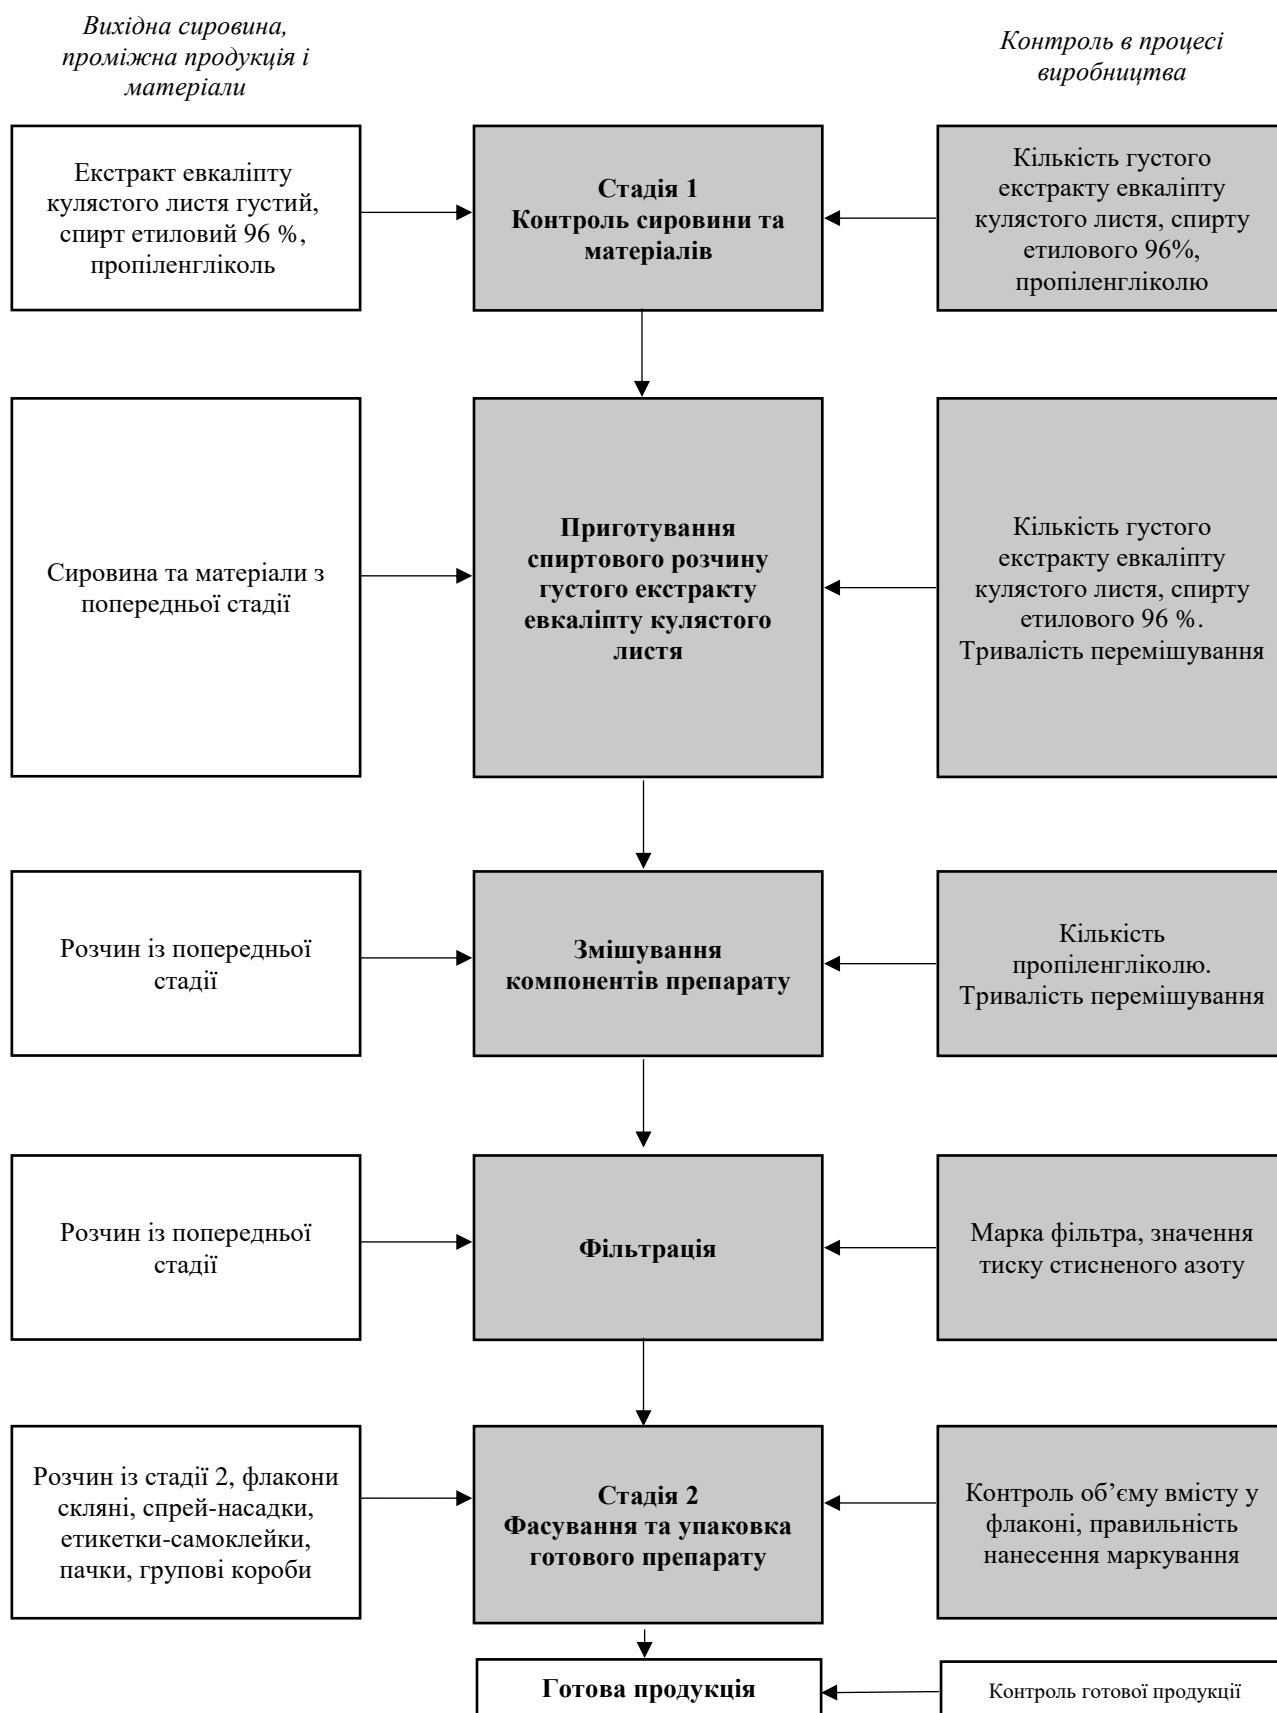 Вихідна сировина,
проміжна продукція і
матеріали
Контроль в процесі
виробництва
Екстракт евкаліпту
кулястого листя густий,
спирт етиловий 96 %,
пропіленгліколь
Стадія 1
Контроль сировини та
матеріалів
Кількість густого
екстракту евкаліпту
кулястого листя, спирту
етилового 96%,
пропіленгліколю
Сировина та матеріали з
попередньої стадії
Приготування
спиртового розчину
густого екстракту
евкаліпту кулястого
листя
Кількість густого
екстракту евкаліпту
кулястого листя, спирту
етилового 96 %.
Тривалість перемішування
Розчин із попередньої
стадії
Змішування
компонентів препарату
Кількість
пропіленгліколю.
Тривалість перемішування
Розчин із попередньої
стадії
Фільтрація
Марка фільтра, значення
тиску стисненого азоту
Розчин із стадії 2, флакони
скляні, спрей-насадки,
етикетки-самоклейки,
пачки, групові короби
Стадія 2
Фасування та упаковка
готового препарату
Контроль об’єму вмісту у
флаконі, правильність
нанесення маркування
Готова продукція
Контроль готової продукції